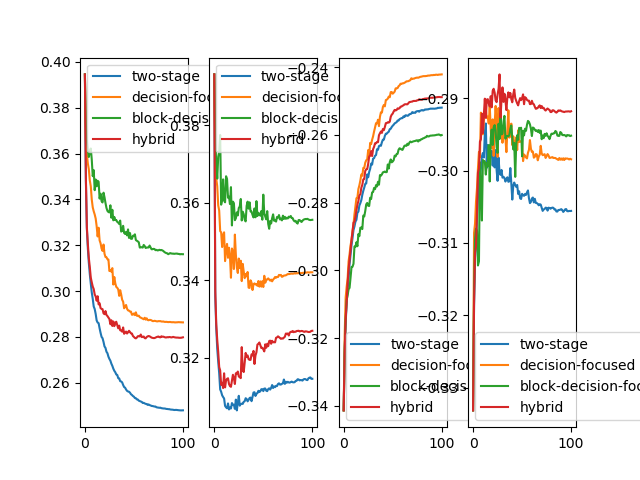 0.40
0.38
0.36
0.34
0.32
0.30
0.28
0.26
0 100
two-stage
decision-foc
block-decis
hybrid
0.38
0.36
0.34
0.32
0 100
two-stage
decision-foc
block-decis
hybrid
−0.24
−0.26
−0.30
−0.32
−0.34
0 100
two-stage
decision-foc
block-decis
hybrid
−0.29
−0.30
−0.31
−0.32
−0.33
0 100
two-stage
decision-focused
block-decision-foc
hybrid